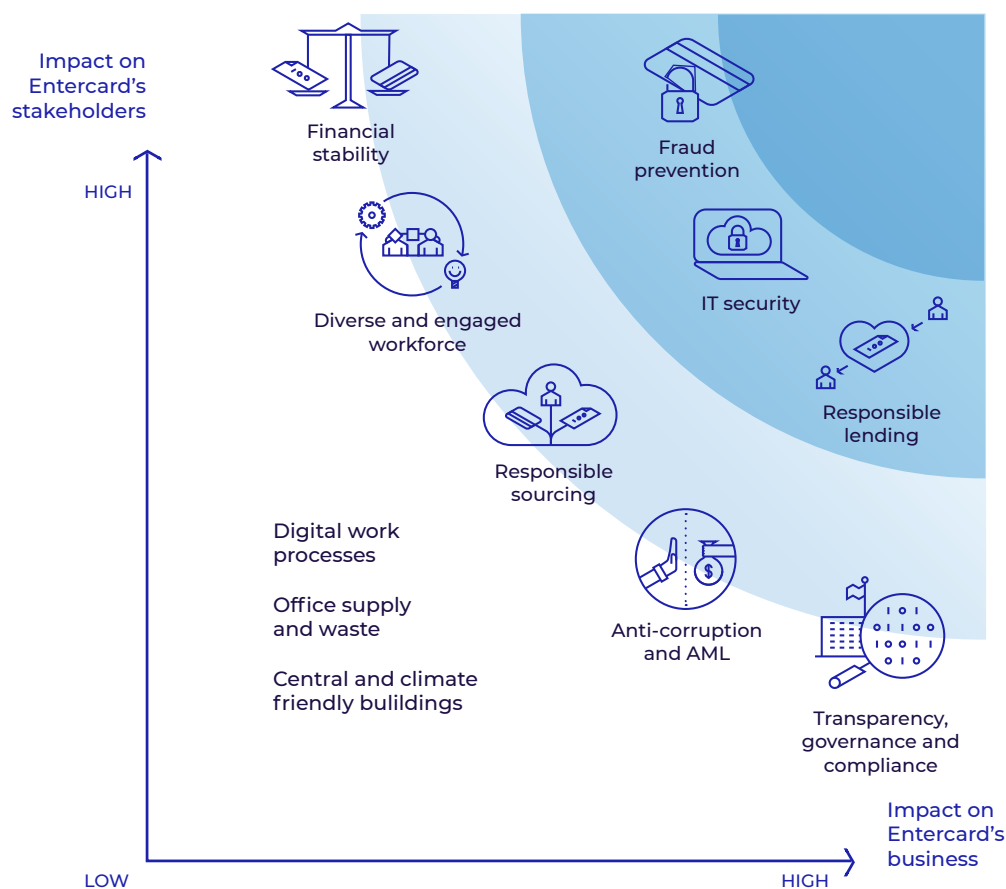 Impact on
Entercard's
stakeholders
HIGH
Financial
stability
Fraud
prevention
IT security
Diverse and engaged
workforce
Responsible
lending
Responsible
sourcing
Digital work
processes
Office supply
and waste
Central and climate
friendly bulildings
$
Anti-corruption
and AML
Transparency,
governance and
compliance
Impact on
Entercard's
business
LOW
HIGH